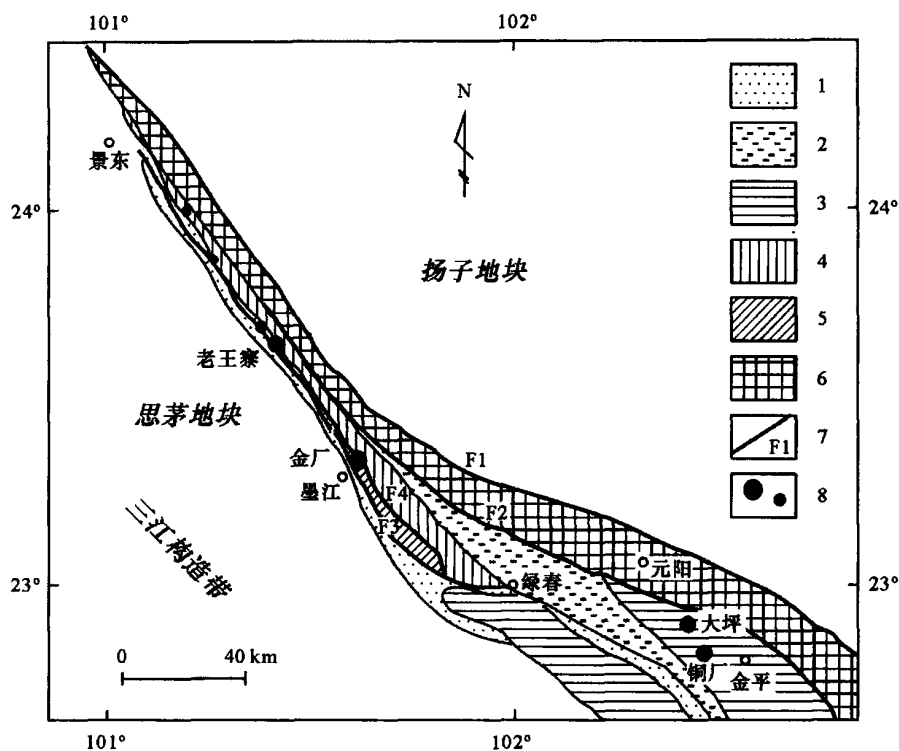 101°
102°
N
1
2
3
4
5
6
F1
7
8
景东
24°
24°
扬子地块
老王寨
思茅地块
金厂
墨江
F1
F4
F2
F3
三江构造带
23°
23°
绿春
元阳
大坪
铜厂
金平
0
40 km
101°
102°